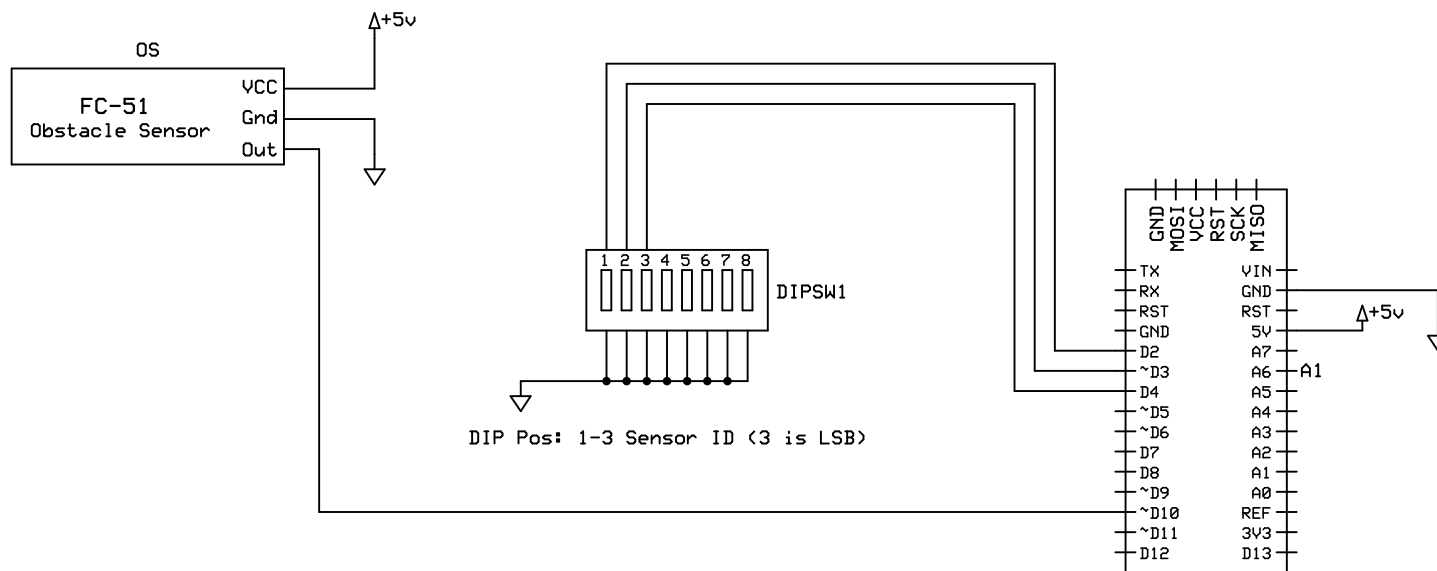 +5v
OS
VCC
FC-51
Gnd
Obstacle Sensor
Out
GND
MOSI
VCC
RST
SCK
MISO
1 2 3 4 5 6 7 8
DIPSW1
TX VIN
RX GND
RST RST
+5v
GND 5V
D2 A7
~D3 A6
A1
D4 A5
~D5 A4
~D6 A3
DIP Pos: 1-3 Sensor ID (3 is LSB)
D7 A2
D8 A1
~D9 A0
~D10 REF
~D11 3V3
D12 D13